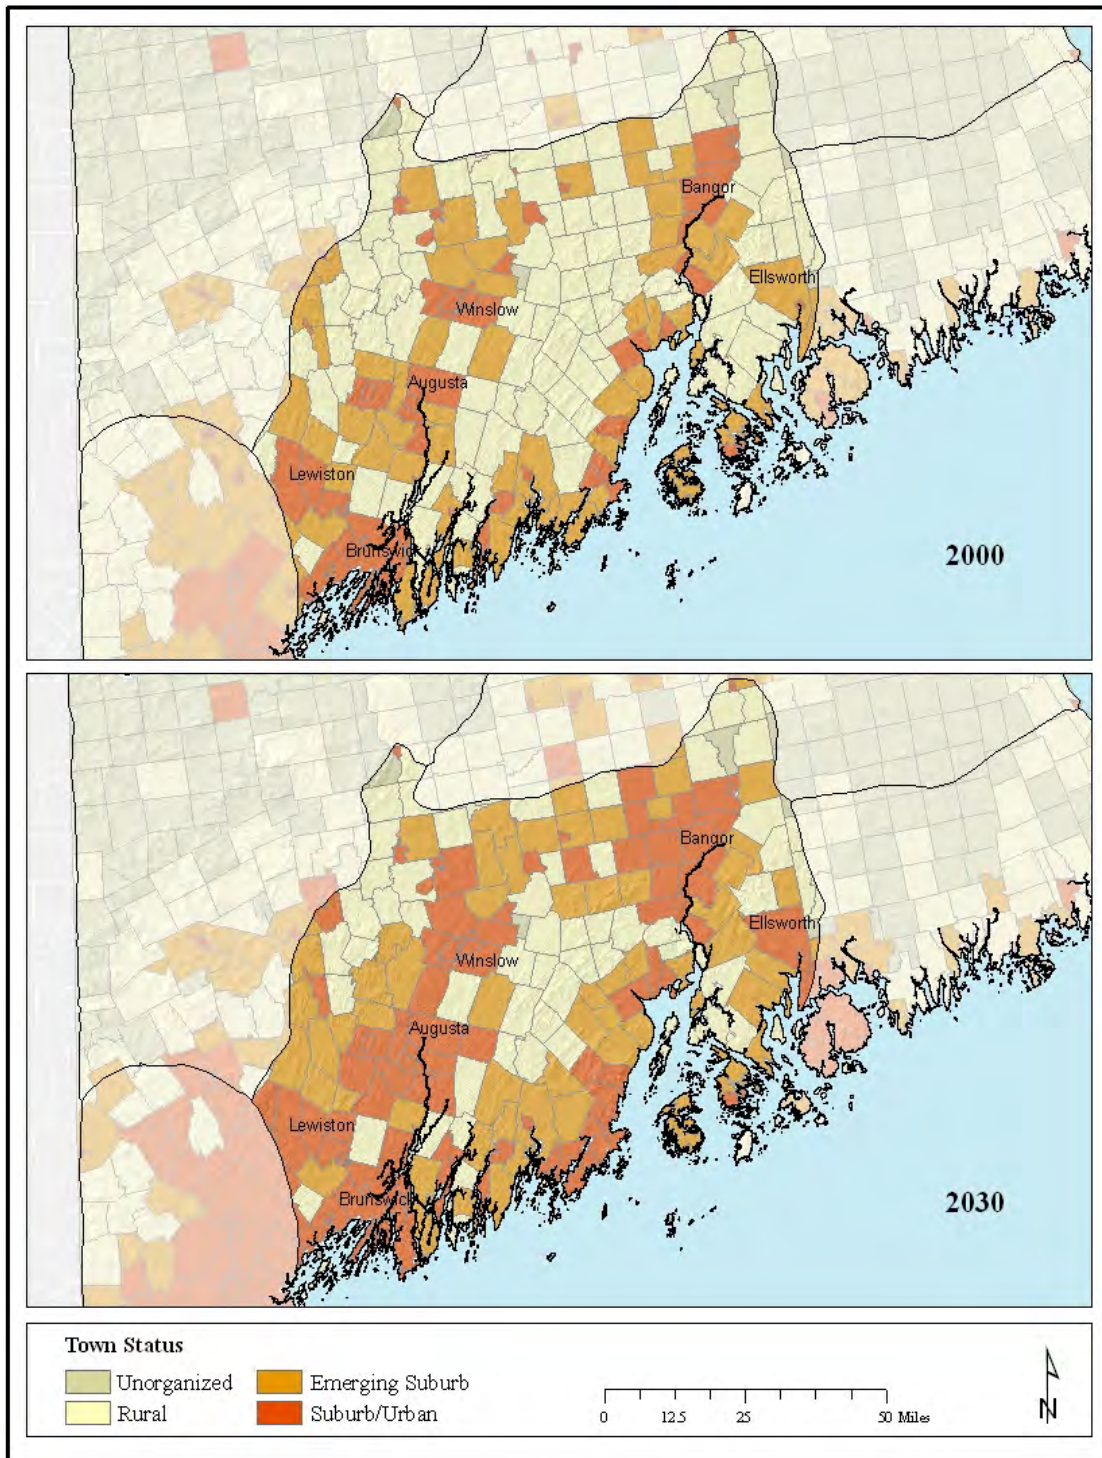 Bangor
Ellsworth
Winslow
Augusta
Lewiston
Brunswick
2000
Bangor
Ellsworth
Winslow
Augusta
Lewiston
Brunswick
2030
Town Status
Unorganized
Emerging Suburb
Rural
Suburb/Urban
0 12.5 25 50 Miles
N